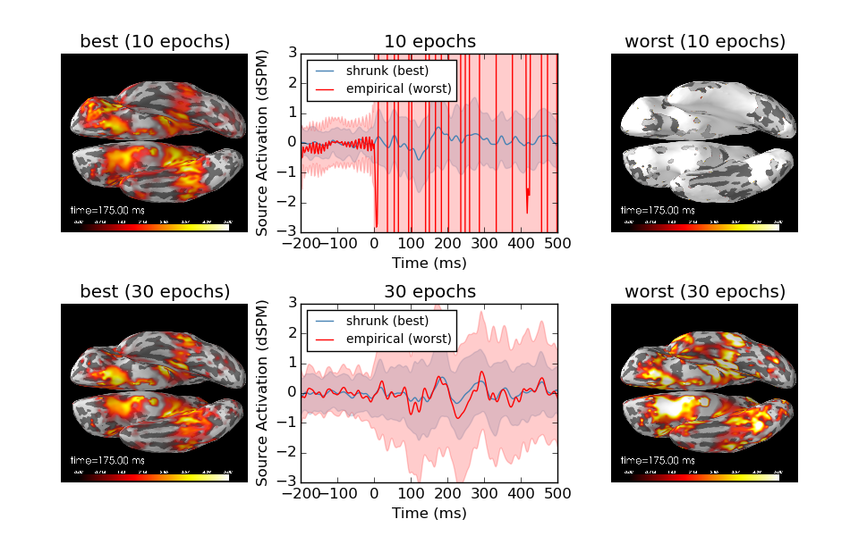 best (10 epochs)
10 epochs
worst (10 epochs)
3
2
1
0
−1
−2
−3
Source Activation (dSPM)
shrunk (best)
empirical (worst)
−200
−100
0
100
200
300
400
500
Time (ms)
time=175.00 ms
time=175.00 ms
best (30 epochs)
30 epochs
worst (30 epochs)
3
2
1
0
−1
−2
−3
Source Activation (dSPM)
shrunk (best)
empirical (worst)
−200
−100
0
100
200
300
400
500
Time (ms)
time=175.00 ms
time=175.00 ms